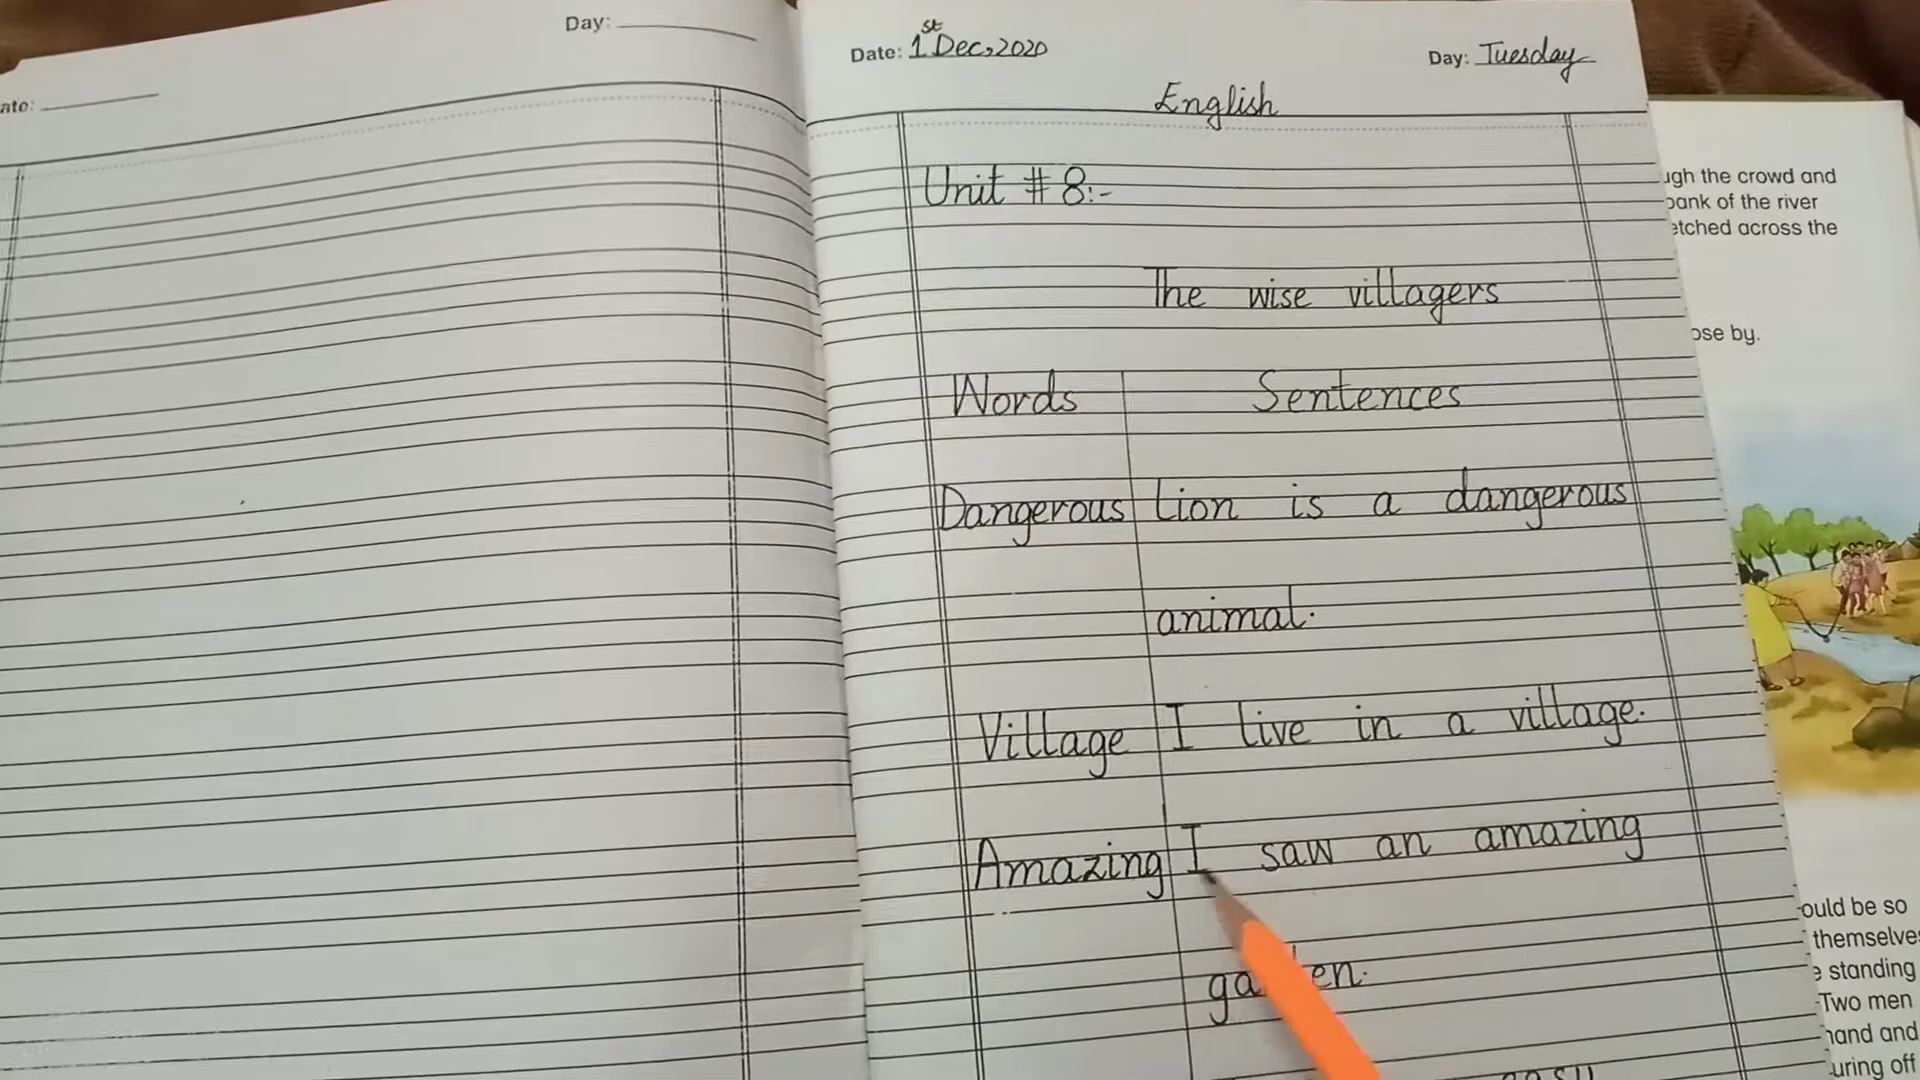 Day:
ate:
Date: 1st Dec, 2020
Day: Tuesday
English
Unit # 8:-
The wise villagers
Words Sentences
Dangerous Lion is a dangerous
animal.
Village I live in a village.
Amazing I saw an amazing
easy
ugh the crowd and
bank of the river
etched across the
ose by.
ould be so
themselves
e standing
Two men
hand and
uring off